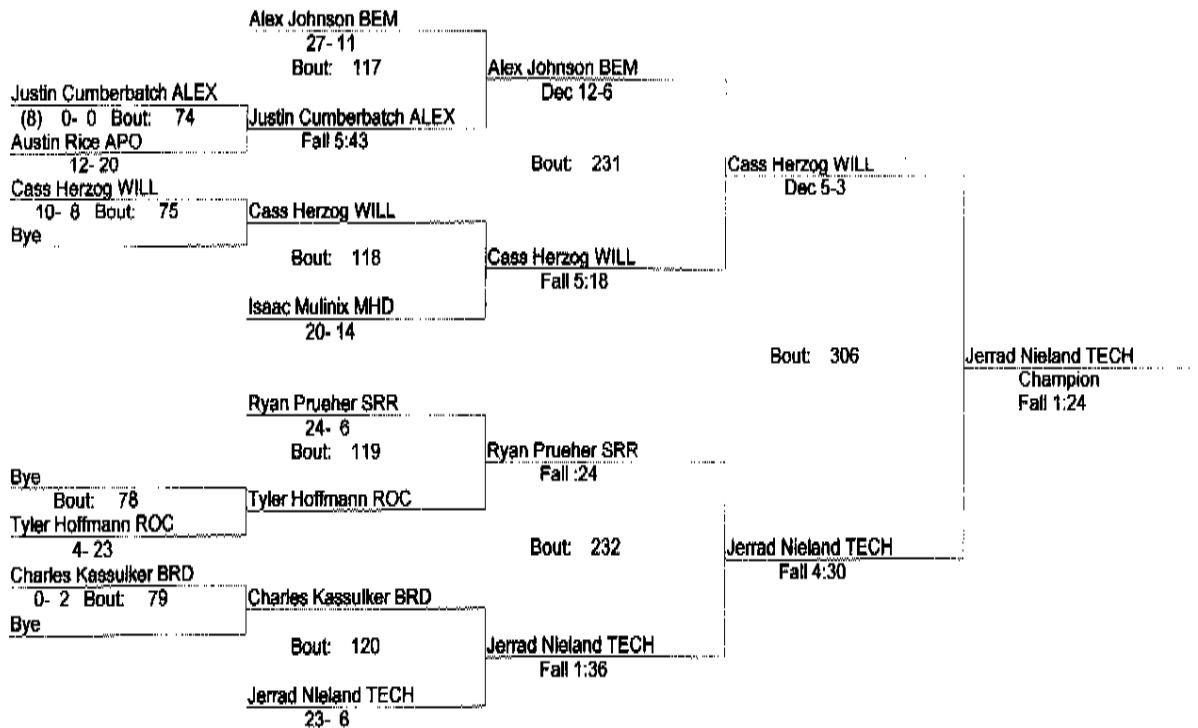 Alex Johnson BEM
27- 11
Bout: 117
Justin Cumberbatch ALEX
(8) 0- 0 Bout: 74
Austin Rice APO
12- 20
Justin Cumberbatch ALEX
Fall 5:43
Alex Johnson BEM
Dec 12-6
Cass Herzog WILL
10- 8 Bout: 75
Bye
Cass Herzog WILL
Bout: 118
Isaac Mulinix MHD
20- 14
Cass Herzog WILL
Fall 5:18
Bout: 231
Cass Herzog WILL
Dec 5-3
Ryan Prueher SRR
24- 6
Bout: 119
Bye
Bout: 78
Tyler Hoffmann ROC
4- 23
Tyler Hoffmann ROC
Ryan Prueher SRR
Fall :24
Charles Kassulker BRD
0- 2 Bout: 79
Bye
Charles Kassulker BRD
Bout: 120
Jerrad Nieland TECH
23- 6
Jerrad Nieland TECH
Fall 1:36
Bout: 232
Jerrad Nieland TECH
Fall 4:30
Bout: 306
Jerrad Nieland TECH
Champion
Fall 1:24